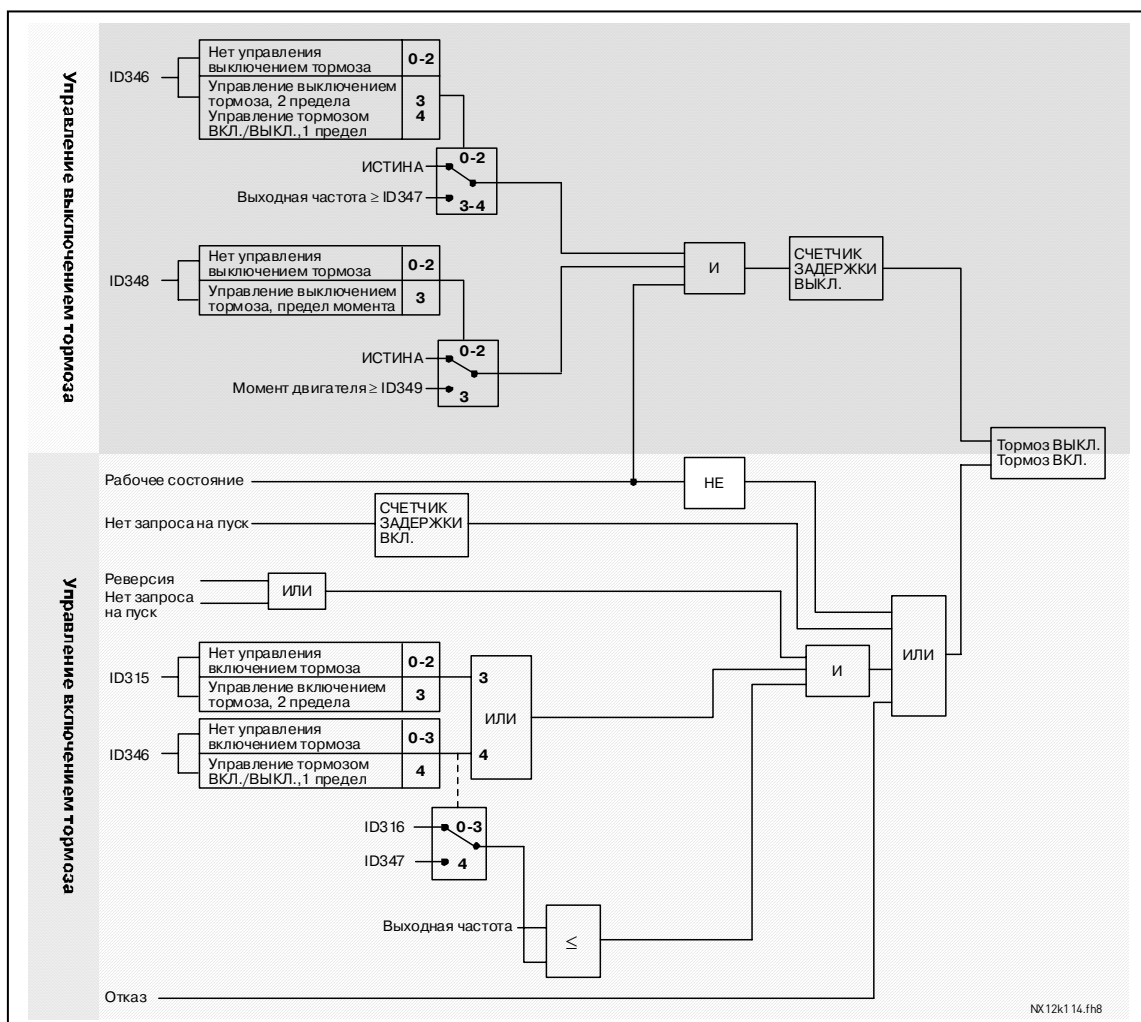 Управление выключением тормоза
ID346
Нет управления
выключением тормоза
0-2
Управление выключением
тормоза, 2 предела
3
Управление тормозом
ВКЛ./ВЫКЛ.,1 предел
4
ИСТИНА
0-2
Выходная частота ≥ ID347
3-4
ID348
Нет управления
выключением тормоза
0-2
Управление выключением
тормоза, предел момента
3
ИСТИНА
0-2
Момент двигателя ≥ ID349
3
И
СЧЕТЧИК
ЗАДЕРЖКИ
ВЫКЛ.
Тормоз ВЫКЛ.
Тормоз ВКЛ.
Управление включением тормоза
Рабочее состояние
НЕ
Нет запроса на пуск
СЧЕТЧИК
ЗАДЕРЖКИ
ВКЛ.
Реверсия
Нет запроса
на пуск
ИЛИ
ID315
Нет управления
включением тормоза
0-2
Управление включением
тормоза, 2 предела
3
ID346
Нет управления
включением тормоза
0-3
Управление тормозом
ВКЛ./ВЫКЛ.,1 предел
4
3
ИЛИ
4
И
ИЛИ
ID316
0-3
ID347
4
Выходная частота
≤
Отказ
NX12k114.fh8